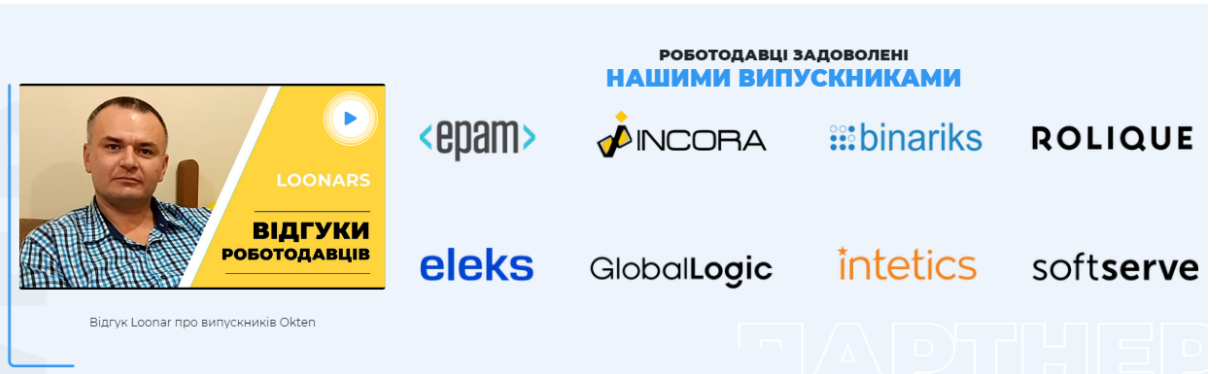 РОБОТОДАВЦІ ЗАДОВОЛЕНІ
НАШИМИ ВИПУСКНИКАМИ
LOONARS
ВІДГУКИ
РОБОТОДАВЦІВ
Відгук Loonar про випускників Okten
<epam>
INCORA
binariks
ROLIQUE
eleks
GlobalLogic
intetics
softserve
ПАРТНЕР